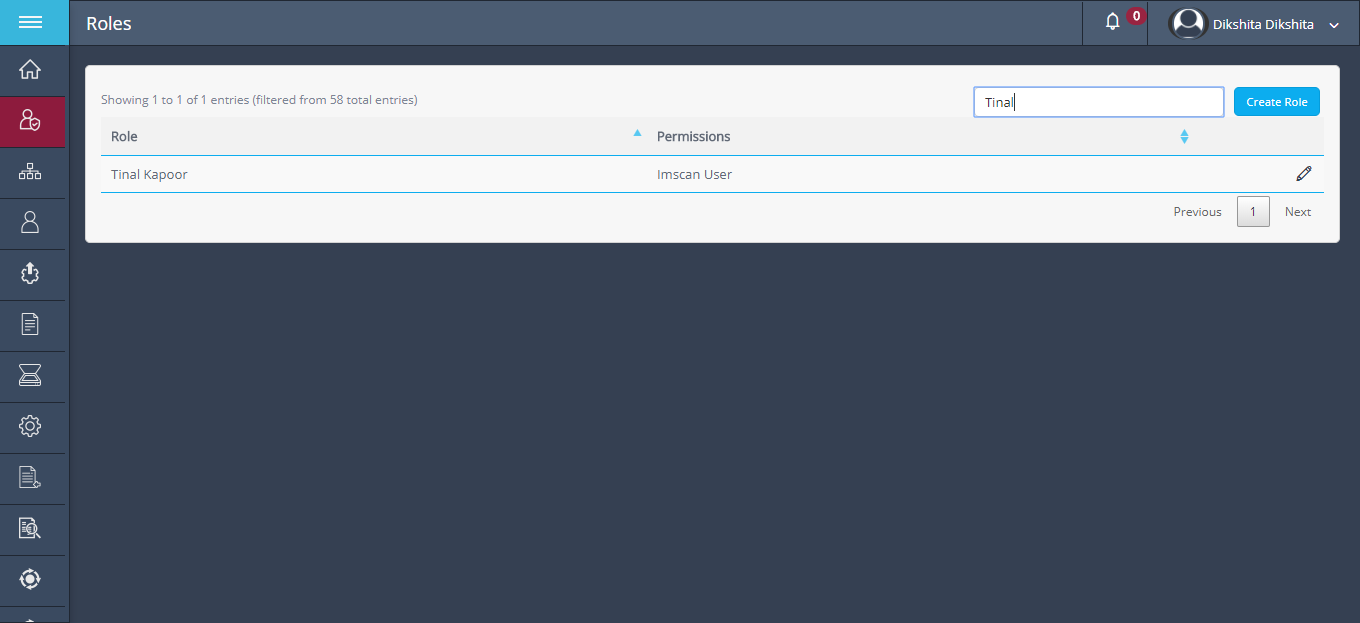 Roles
0
Dikshita Dikshita
Showing 1 to 1 of 1 entries (filtered from 58 total entries)
Tinal
Create Role
Role Permissions
Tinal Kapoor Imscan User
Previous 1 Next